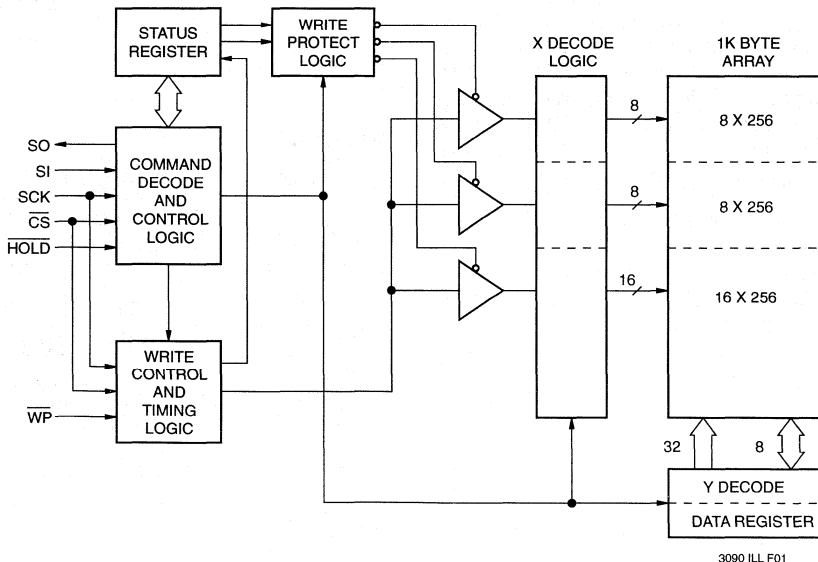 STATUS
REGISTER
WRITE
PROTECT
LOGIC
X DECODE
LOGIC
1K BYTE
ARRAY
8
8 X 256
8
8 X 256
16
16 X 256
SO
SI
SCK
CS
HOLD
COMMAND
DECODE
AND
CONTROL
LOGIC
WRITE
CONTROL
AND
TIMING
LOGIC
WP
32
8
Y DECODE
DATA REGISTER
3090 ILL F01